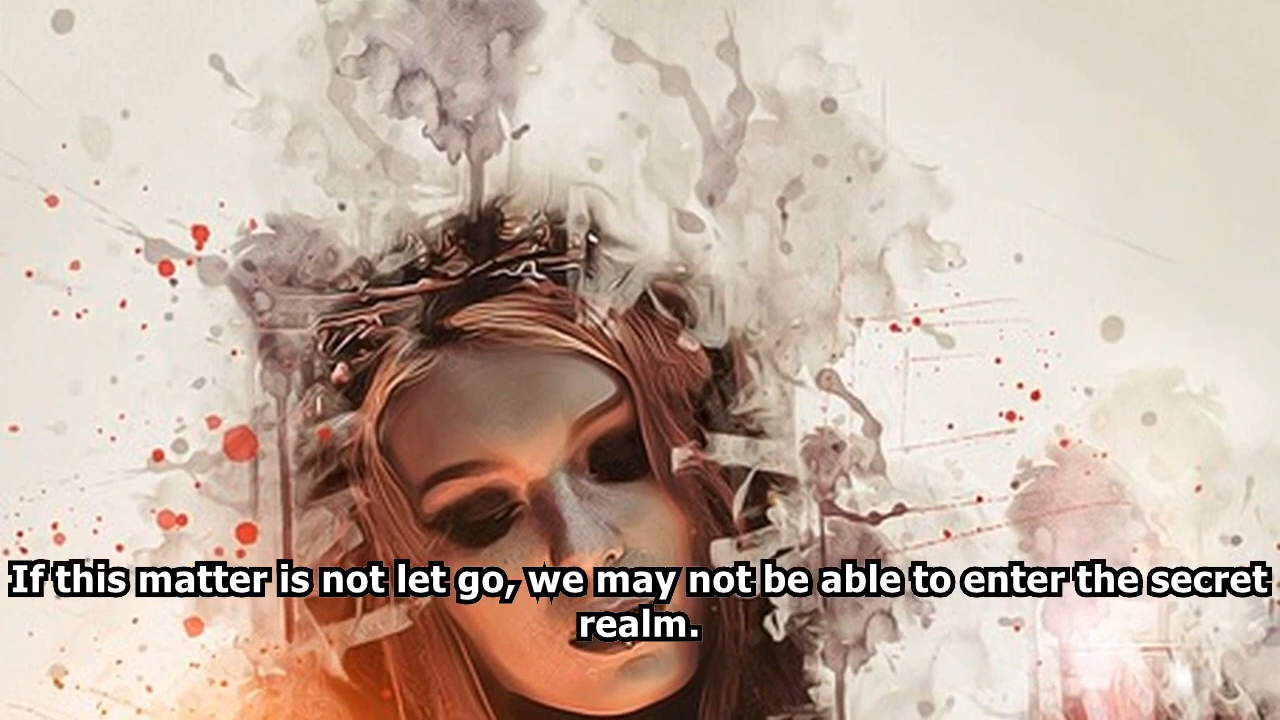 If this matter is not let go, we may not be able to enter the secret
realm.